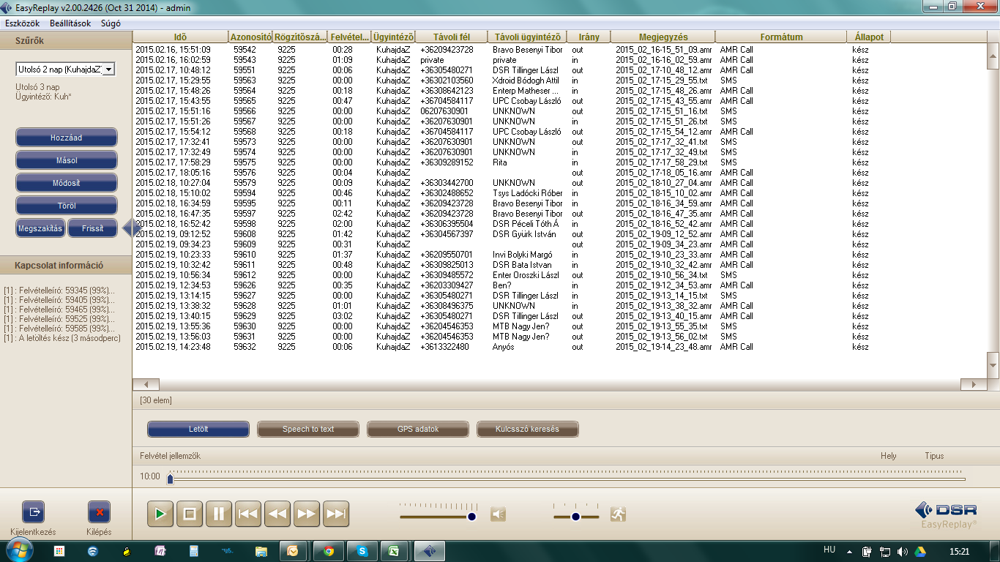 EasyReplay v2.00.2426 (Oct 31 2014) - admin
Eszközök Beállítások Súgó
Szűrők
Utolsó 2 nap (KuhajdaZ
Utolsó 3 nap
Ügyintéző: Kuh*
Hozzáad
Másol
Módosít
Töröl
Megszakítás Frissít
Kapcsolat információ
[1] : Felvételleíró: 59345 (99%)...
[1] : Felvételleíró: 59405 (99%)...
[1] : Felvételleíró: 59465 (99%)...
[1] : Felvételleíró: 59525 (99%)...
[1] : Felvételleíró: 59585 (99%)...
[1] : A letöltés kész (3 másodperc)
Kijelentkezés Kilépés
Idő Azonosító Rögzítőszá... Felvétel... Ügyintéző Távoli fél Távoli ügyintéző Irány Megjegyzés Formátum Állapot
2015.02.16, 15:51:09 59542 9225 00:28 KuhajdaZ +36209423728 Bravo Besenyi Tibor out 2015_02_16-15_51_09.amr AMR Call kész
2015.02.16, 16:02:59 59543 9225 01:09 KuhajdaZ private private in 2015_02_16-16_02_59.amr AMR Call kész
2015.02.17, 10:48:12 59551 9225 00:06 KuhajdaZ +36305480271 DSR Tillinger Lászl out 2015_02_17-10_48_12.amr AMR Call kész
2015.02.17, 15:29:55 59563 9225 00:00 KuhajdaZ +36302103560 Xdroid Bódogh Attil in 2015_02_17-15_29_55.txt SMS kész
2015.02.17, 15:48:26 59564 9225 00:18 KuhajdaZ +36308642123 Enterp Matheser ... in 2015_02_17-15_48_26.amr AMR Call kész
2015.02.17, 15:43:55 59565 9225 00:47 KuhajdaZ +36704584117 UPC Csobay László out 2015_02_17-15_43_55.amr AMR Call kész
2015.02.17, 15:51:16 59566 9225 00:00 KuhajdaZ 06207630901 UNKNOWN out 2015_02_17-15_51_16.txt SMS kész
2015.02.17, 15:51:26 59567 9225 00:00 KuhajdaZ +36207630901 UNKNOWN in 2015_02_17-15_51_26.txt SMS kész
2015.02.17, 15:54:12 59568 9225 00:18 KuhajdaZ +36704584117 UPC Csobay László out 2015_02_17-15_54_12.amr AMR Call kész
2015.02.17, 17:32:41 59573 9225 00:00 KuhajdaZ +36207630901 UNKNOWN out 2015_02_17-17_32_41.txt SMS kész
2015.02.17, 17:32:49 59574 9225 00:00 KuhajdaZ +36207630901 UNKNOWN in 2015_02_17-17_32_49.txt SMS kész
2015.02.17, 17:58:29 59575 9225 00:00 KuhajdaZ +36309289152 Rita in 2015_02_17-17_58_29.txt SMS kész
2015.02.17, 18:05:16 59576 9225 00:04 KuhajdaZ out 2015_02_17-18_05_16.amr AMR Call kész
2015.02.18, 10:27:04 59579 9225 00:09 KuhajdaZ +36303442700 UNKNOWN out 2015_02_18-10_27_04.amr AMR Call kész
2015.02.18, 15:10:02 59594 9225 00:46 KuhajdaZ +36302488652 Tsys Ladócki Róber in 2015_02_18-15_10_02.amr AMR Call kész
2015.02.18, 16:34:59 59595 9225 00:11 KuhajdaZ +36209423728 Bravo Besenyi Tibor in 2015_02_18-16_34_59.amr AMR Call kész
2015.02.18, 16:47:35 59597 9225 02:42 KuhajdaZ +36209423728 Bravo Besenyi Tibor out 2015_02_18-16_47_35.amr AMR Call kész
2015.02.18, 16:52:42 59598 9225 02:00 KuhajdaZ +36306395504 DSR Péceli Tóth Á in 2015_02_18-16_52_42.amr AMR Call kész
2015.02.19, 09:12:52 59608 9225 01:42 KuhajdaZ +36304567397 DSR Gyürk István out 2015_02_19-09_12_52.amr AMR Call kész
2015.02.19, 09:34:23 59609 9225 00:31 KuhajdaZ out 2015_02_19-09_34_23.amr AMR Call kész
2015.02.19, 10:23:33 59610 9225 01:37 KuhajdaZ +36209550701 Invi Bolyki Margó in 2015_02_19-10_23_33.amr AMR Call kész
2015.02.19, 10:32:42 59611 9225 00:48 KuhajdaZ +36309825013 DSR Bata Istvan in 2015_02_19-10_32_42.amr AMR Call kész
2015.02.19, 10:56:34 59612 9225 00:00 KuhajdaZ +36309485572 Enter Oroszki Lászl out 2015_02_19-10_56_34.txt SMS kész
2015.02.19, 12:34:53 59626 9225 00:35 KuhajdaZ +36203309427 Ben? in 2015_02_19-12_34_53.amr AMR Call kész
2015.02.19, 13:14:15 59627 9225 00:00 KuhajdaZ +36305480271 DSR Tillinger Lászl in 2015_02_19-13_14_15.txt SMS kész
2015.02.19, 13:38:32 59628 9225 01:01 KuhajdaZ +36308496375 UNKNOWN in 2015_02_19-13_38_32.amr AMR Call kész
2015.02.19, 13:40:15 59629 9225 03:02 KuhajdaZ +36305480271 DSR Tillinger Lászl out 2015_02_19-13_40_15.amr AMR Call kész
2015.02.19, 13:55:36 59630 9225 00:00 KuhajdaZ +36204546353 MTB Nagy Jen? out 2015_02_19-13_55_35.txt SMS kész
2015.02.19, 13:56:03 59631 9225 00:00 KuhajdaZ +36204546353 MTB Nagy Jen? out 2015_02_19-13_56_02.txt SMS kész
2015.02.19, 14:23:48 59632 9225 00:06 KuhajdaZ +3613322480 Anyós out 2015_02_19-14_23_48.amr AMR Call kész
[30 elem]
Letölt Speech to text GPS adatok Kulcsszó keresés
Felvétel jellemzők Hely Tipus
10:00
DSR
EasyReplay®
HU 15:21